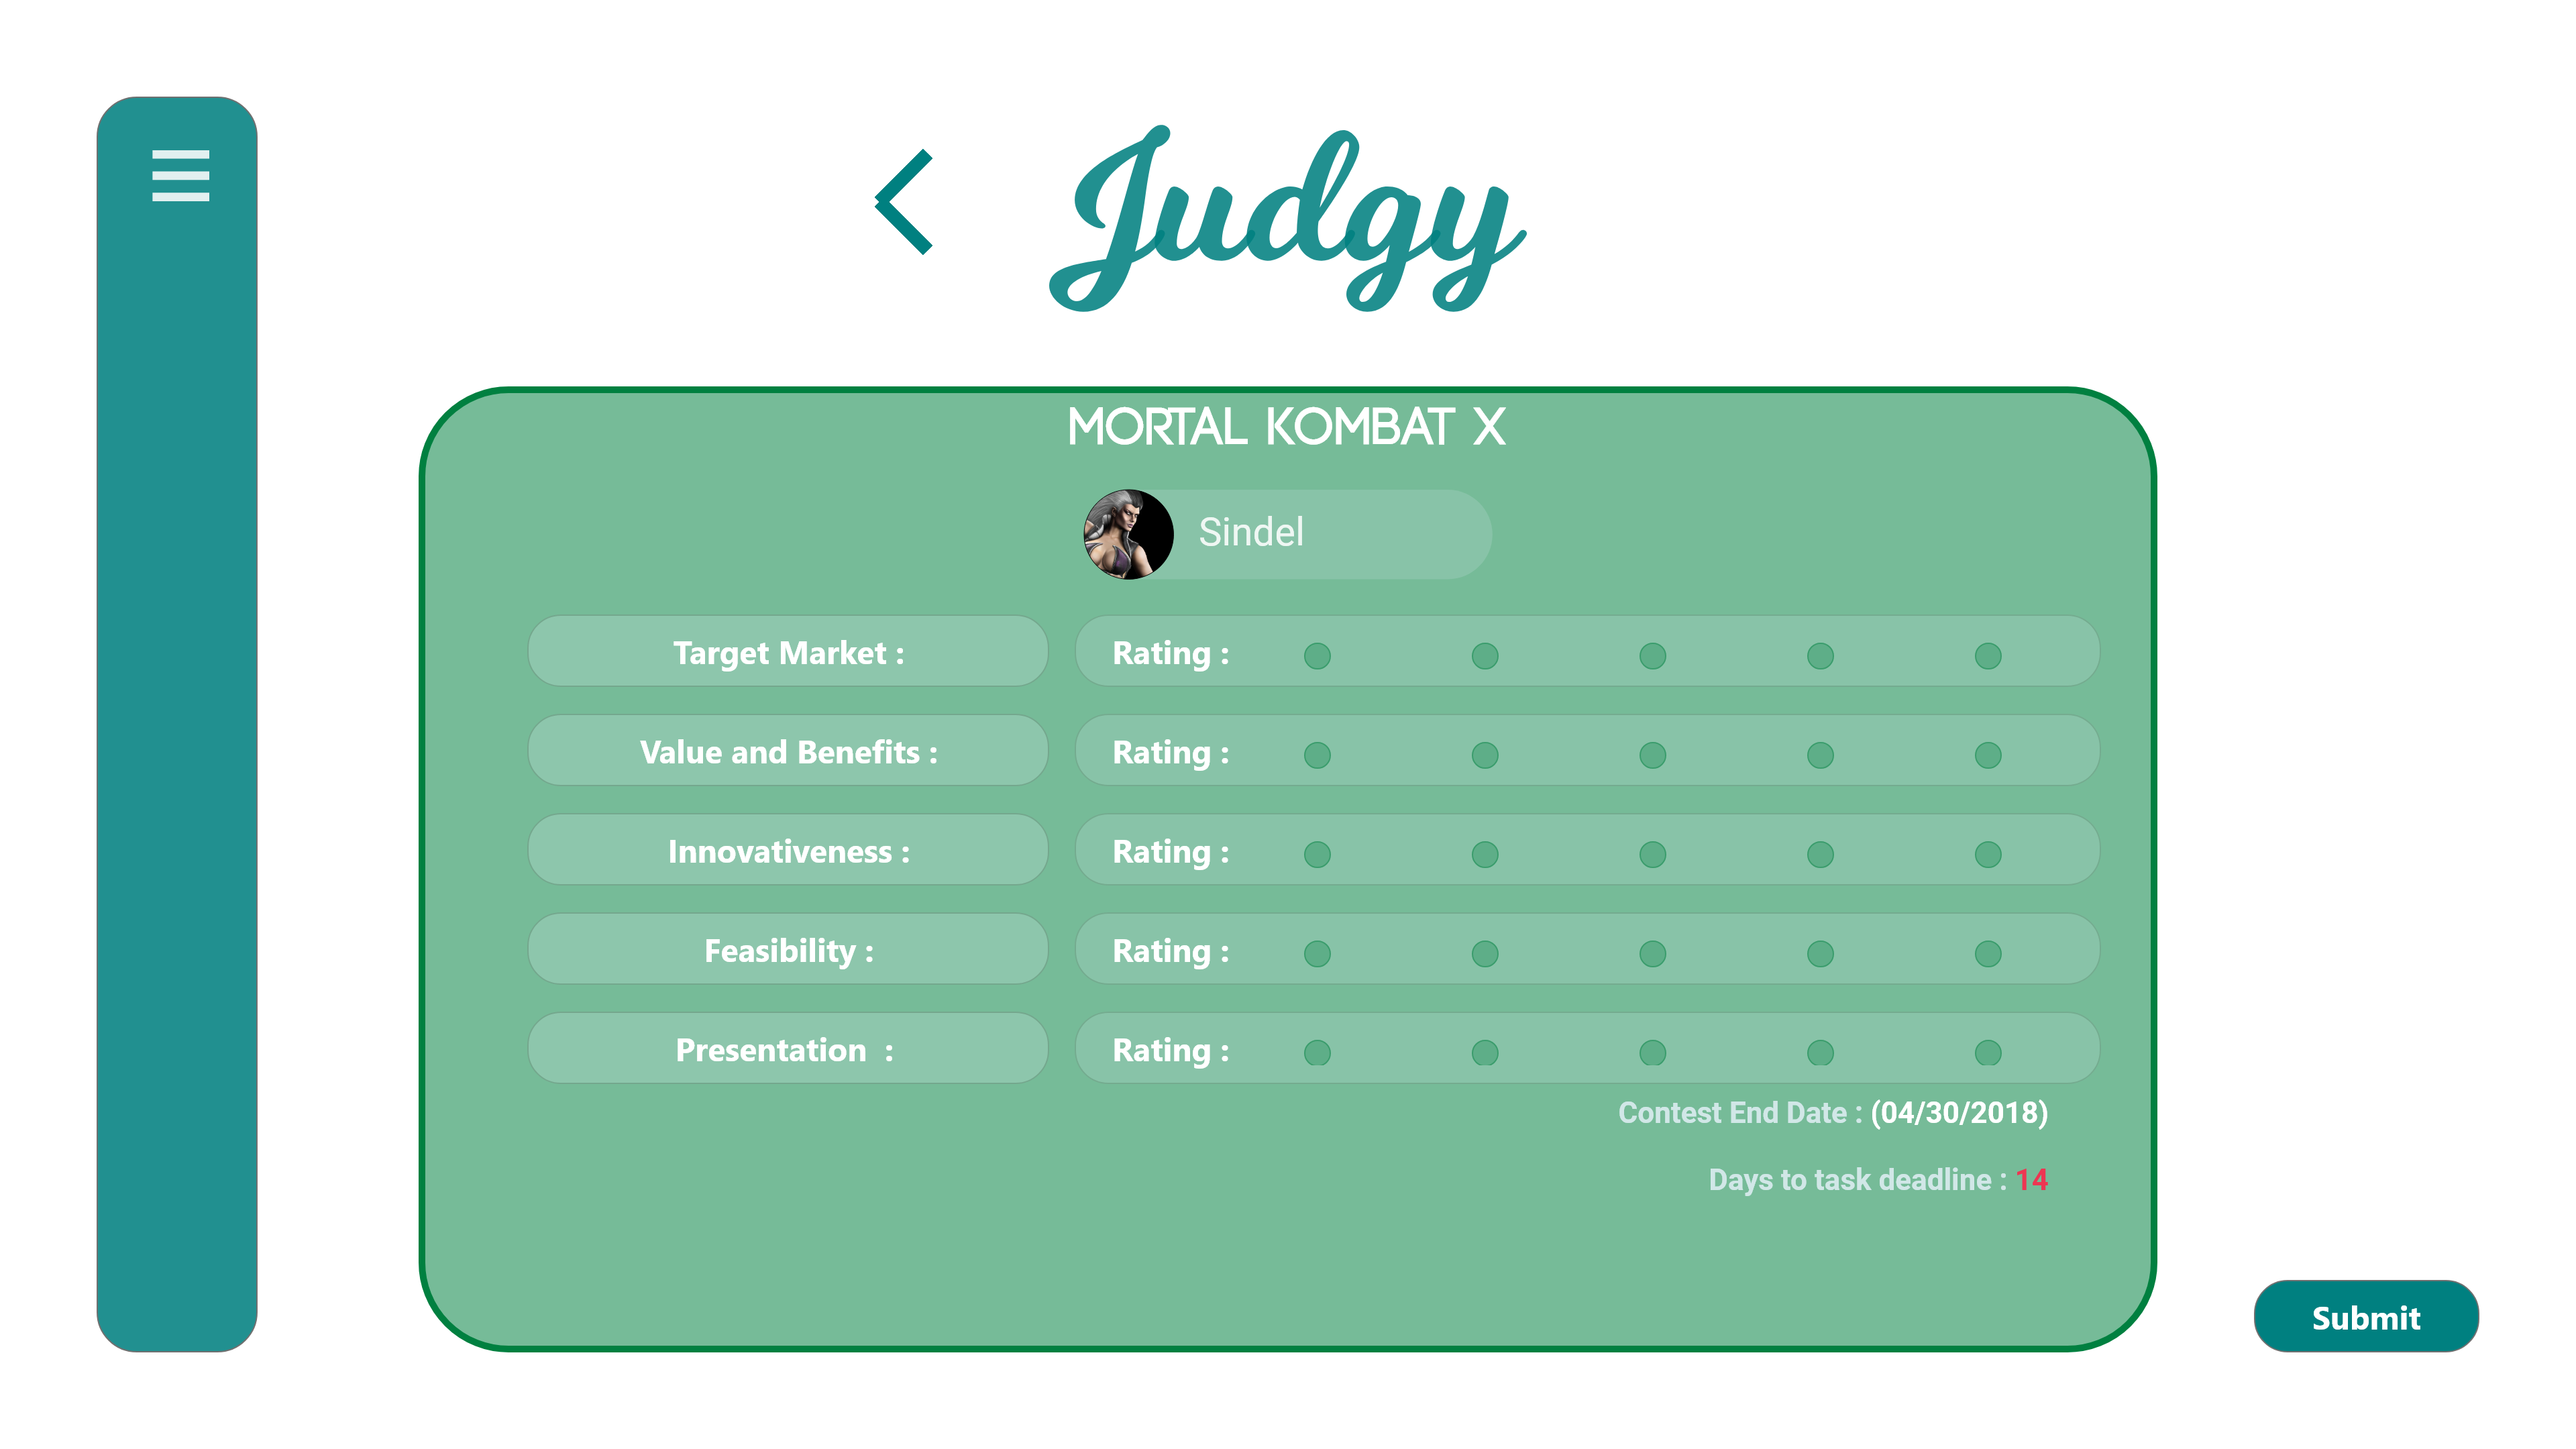 Judgy
MORTAL KOMBAT X
Sindel
Target Market : Rating :
Value and Benefits : Rating :
Innovativeness : Rating :
Feasibility : Rating :
Presentation  : Rating :
Contest End Date : (04/30/2018)
Days to task deadline : 14
Submit